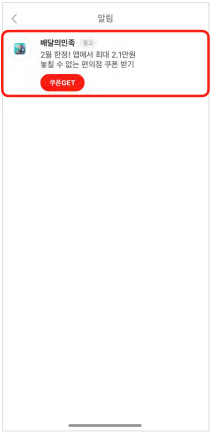 알림
배달의민족 광고
2월 한정! 앱에서 최대 2.1만원
놓칠 수 없는 편의점 쿠폰 받기
쿠폰GET